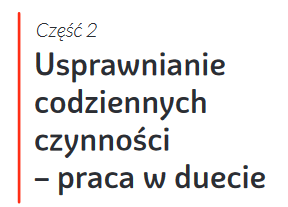 Część 2
Usprawnianie
codziennych
czynności
– praca w duecie